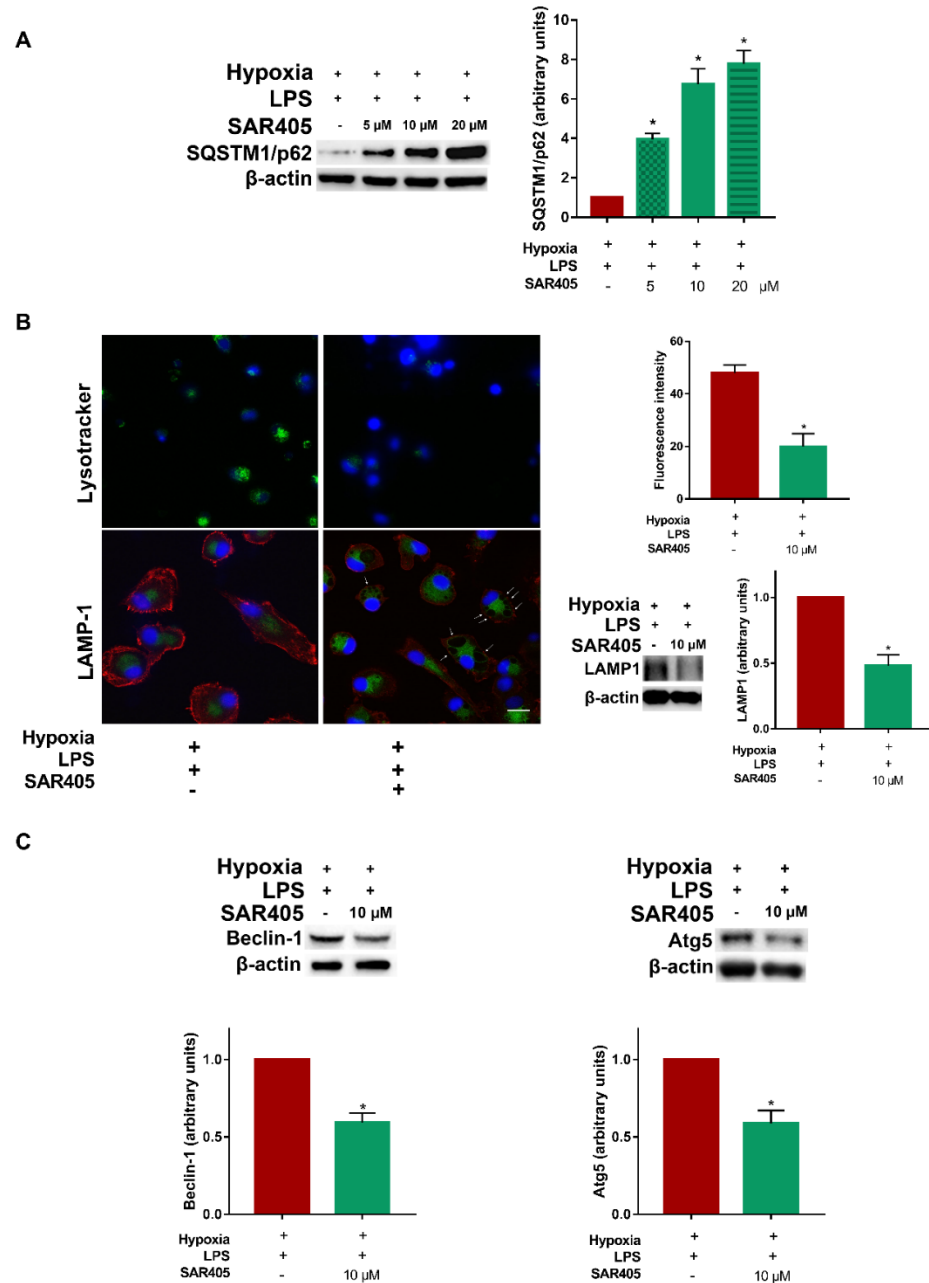 A
Hypoxia + + + +
LPS + + + +
SAR405 - 5 µM 10 µM 20 µM
SQSTM1/p62
β-actin
SQSTM1/p62 (arbitrary units)
10
8
6
4
2
0
* * * *
Hypoxia + + + +
LPS + + + +
SAR405 - 5 10 20 µM
B
Lysotracker
LAMP-1
Hypoxia + +
LPS + +
SAR405 - +
Fluorescence intensity
60
40
20
0
*
Hypoxia + +
LPS + +
SAR405 - 10 µM
Hypoxia + +
LPS + +
SAR405 - 10 µM
LAMP1
β-actin
LAMP1 (arbitrary units)
1.0
0.5
0.0
*
Hypoxia + +
LPS + +
SAR405 - 10 µM
C
Hypoxia + +
LPS + +
SAR405 - 10 µM
Beclin-1
β-actin
Beclin-1 (arbitrary units)
1.0
0.5
0.0
*
Hypoxia + +
LPS + +
SAR405 - 10 µM
Hypoxia + +
LPS + +
SAR405 - 10 µM
Atg5
β-actin
Atg5 (arbitrary units)
1.0
0.5
0.0
*
Hypoxia + +
LPS + +
SAR405 - 10 µM